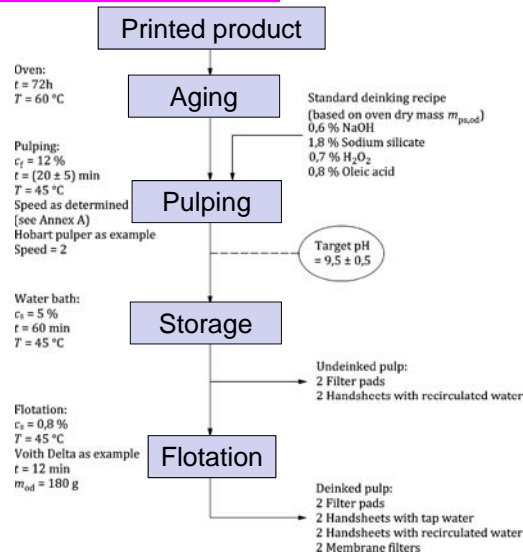 Printed product
Oven:
t = 72h
T = 60 °C
Aging
Standard deinking recipe
(based on oven dry mass mps,od)
0,6 % NaOH
1,8 % Sodium silicate
0,7 % H2O2
0,8 % Oleic acid
Pulping:
cf = 12 %
t = (20 ± 5) min
T = 45 °C
Speed as determined
(see Annex A)
Hobart pulper as example
Speed = 2
Pulping
Target pH
= 9,5 ± 0,5
Water bath:
cs = 5 %
t = 60 min
T = 45 °C
Storage
Undeinked pulp:
2 Filter pads
2 Handsheets with recirculated water
Flotation:
cs = 0,8 %
T = 45 °C
Voith Delta as example
t = 12 min
mod = 180 g
Flotation
Deinked pulp:
2 Filter pads
2 Handsheets with tap water
2 Handsheets with recirculated water
2 Membrane filters